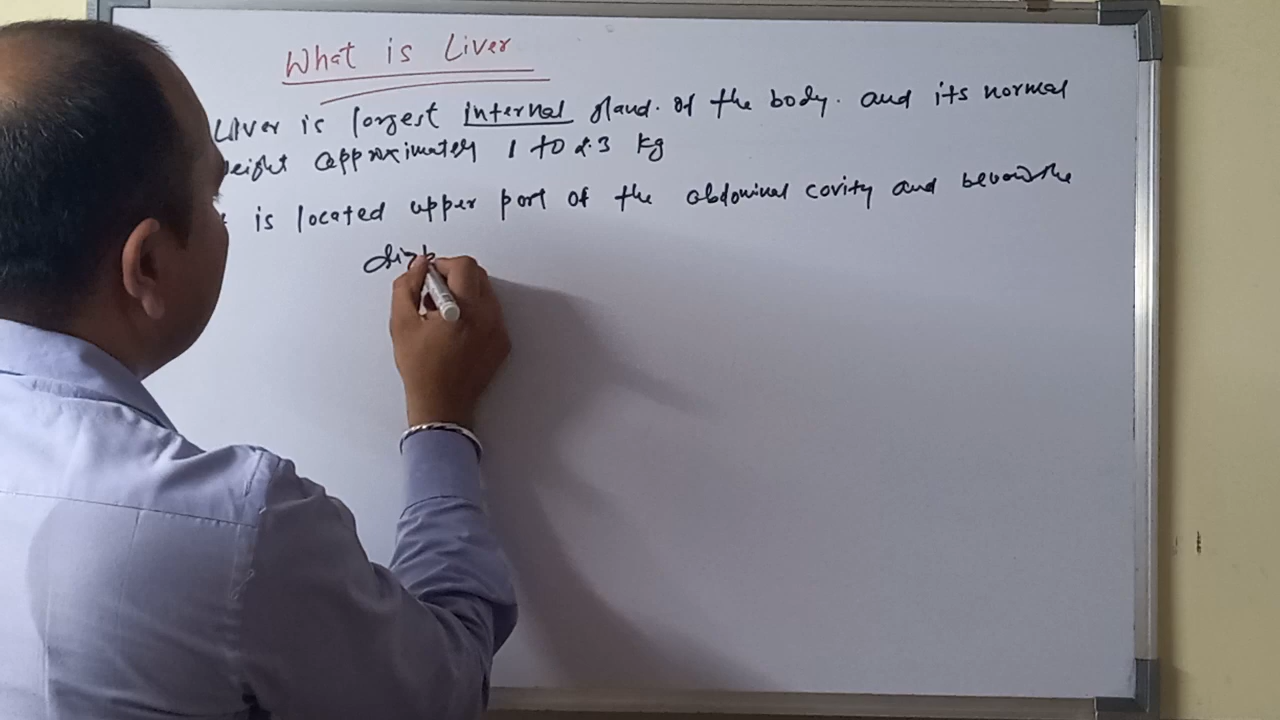 What is Liver
Liver is largest internal gland. of the body. and its normal
weight approximately 1 to 2.3 kg
is located upper part of the abdominal cavity and